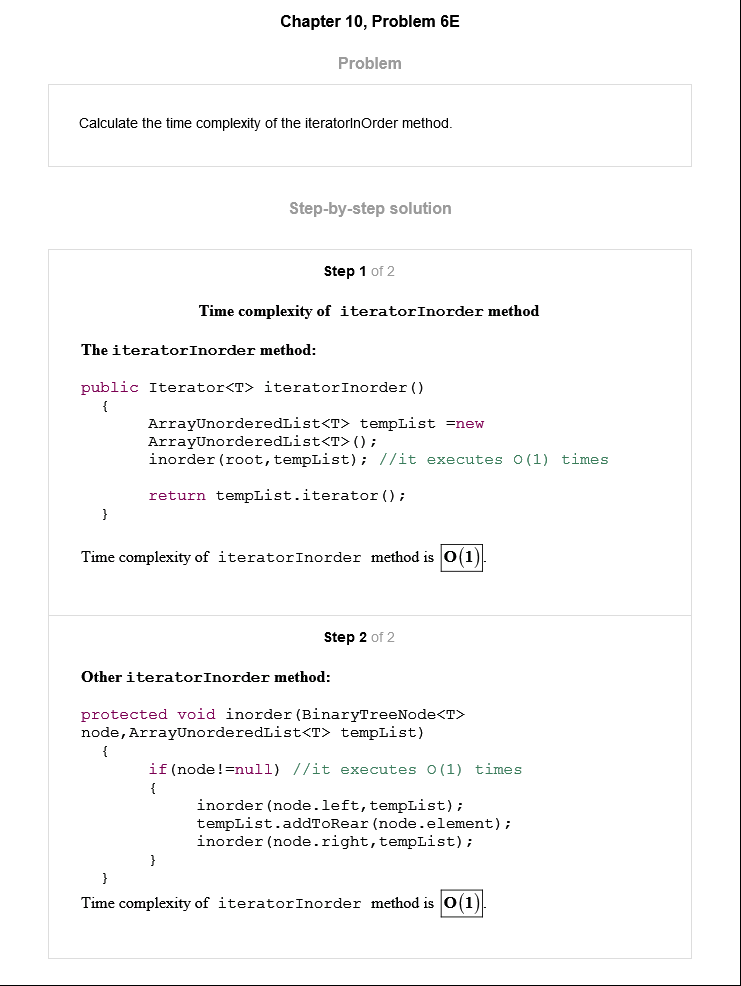 Chapter 10, Problem 6E
Problem
Calculate the time complexity of the iteratorInOrder method.
Step-by-step solution
Step 1 of 2
Time complexity of iteratorInorder method
The iteratorInorder method:
public Iterator<T> iteratorInorder()
{
ArrayUnorderedList<T> tempList =new
ArrayUnorderedList<T>();
inorder(root,tempList); //it executes O(1) times
return tempList.iterator();
}
Time complexity of iteratorInorder method is O(1).
Step 2 of 2
Other iteratorInorder method:
protected void inorder(BinaryTreeNode<T>
node,ArrayUnorderedList<T> tempList)
{
if(node!=null) //it executes O(1) times
{
inorder(node.left,tempList);
tempList.addToRear(node.element);
inorder(node.right,tempList);
}
}
Time complexity of iteratorInorder method is O(1).